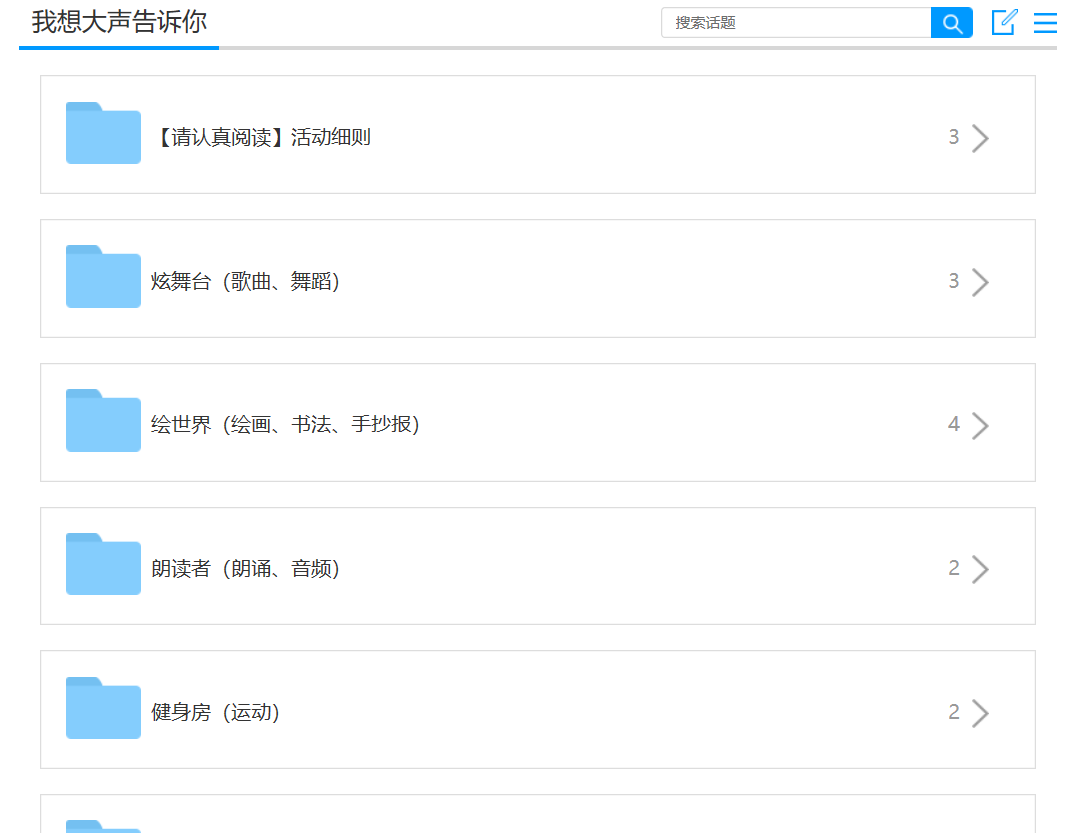 我想大声告诉你
搜索话题
【请认真阅读】活动细则
3
炫舞台（歌曲、舞蹈）
3
绘世界（绘画、书法、手抄报）
4
朗读者（朗诵、音频）
2
健身房（运动）
2